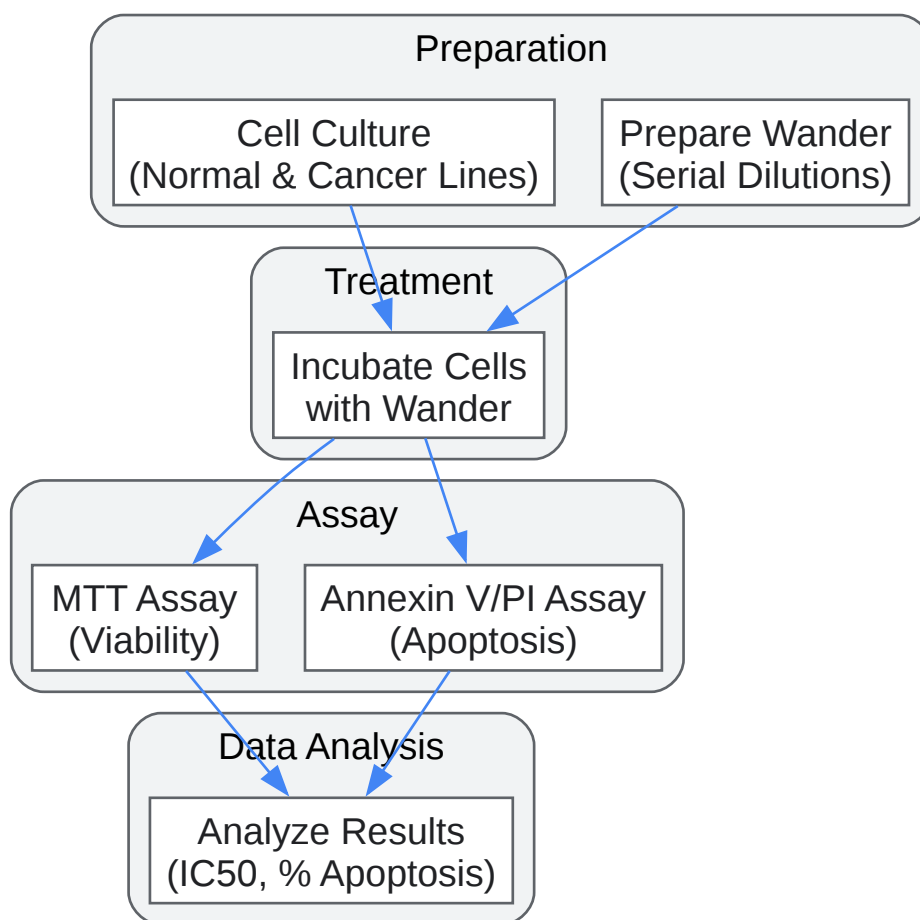 Preparation
Cell Culture
(Normal & Cancer Lines)
Prepare Wander
(Serial Dilutions)
Treatment
Incubate Cells
with Wander
Assay
MTT Assay
(Viability)
Annexin V/PI Assay
(Apoptosis)
Data Analysis
Analyze Results
(IC50, % Apoptosis)